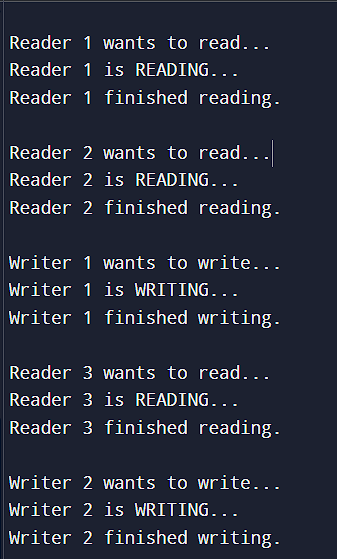 Reader 1 wants to read...
Reader 1 is READING...
Reader 1 finished reading.
Reader 2 wants to read...
Reader 2 is READING...
Reader 2 finished reading.
Writer 1 wants to write...
Writer 1 is WRITING...
Writer 1 finished writing.
Reader 3 wants to read...
Reader 3 is READING...
Reader 3 finished reading.
Writer 2 wants to write...
Writer 2 is WRITING...
Writer 2 finished writing.